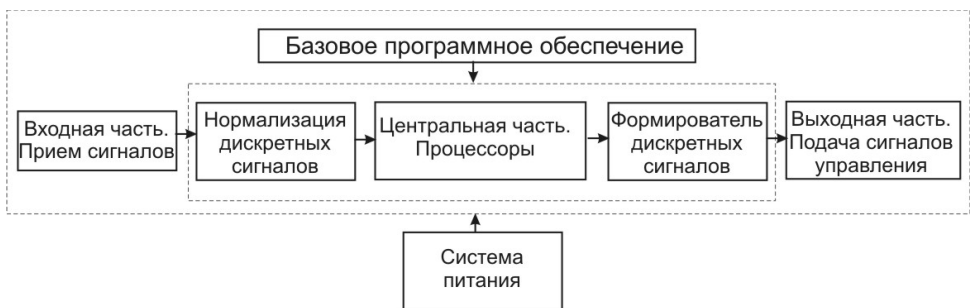 Базовое программное обеспечение
Входная часть.
Прием сигналов
Нормализация
дискретных
сигналов
Центральная часть.
Процессоры
Формирователь
дискретных
сигналов
Выходная часть.
Подача сигналов
управления
Система
питания